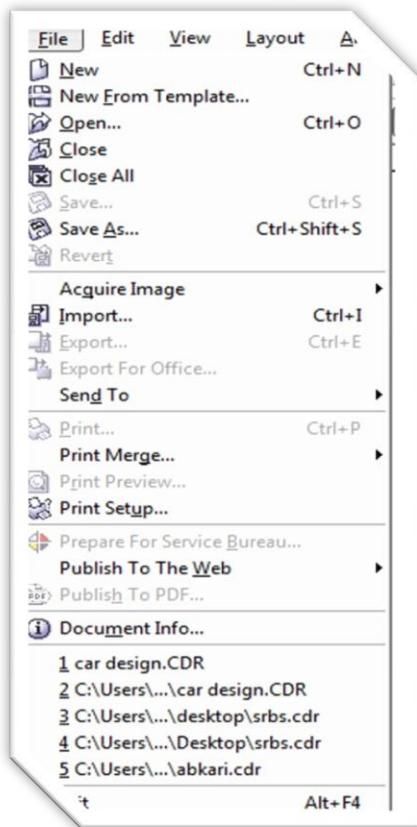 File Edit View Layout A
New Ctrl+N
New From Template...
Open... Ctrl+O
Close
Close All
Save... Ctrl+S
Save As... Ctrl+Shift+S
Revert
Acquire Image
Import... Ctrl+I
Export... Ctrl+E
Export For Office...
Send To
Print... Ctrl+P
Print Merge...
Print Preview...
Print Setup...
Prepare For Service Bureau...
Publish To The Web
PDF Publish To PDF...
Document Info...
1 car design.CDR
2 C:\Users\...\car design.CDR
3 C:\Users\...\desktop\srbs.cdr
4 C:\Users\...\Desktop\srbs.cdr
5 C:\Users\...\abkari.cdr
Alt+F4